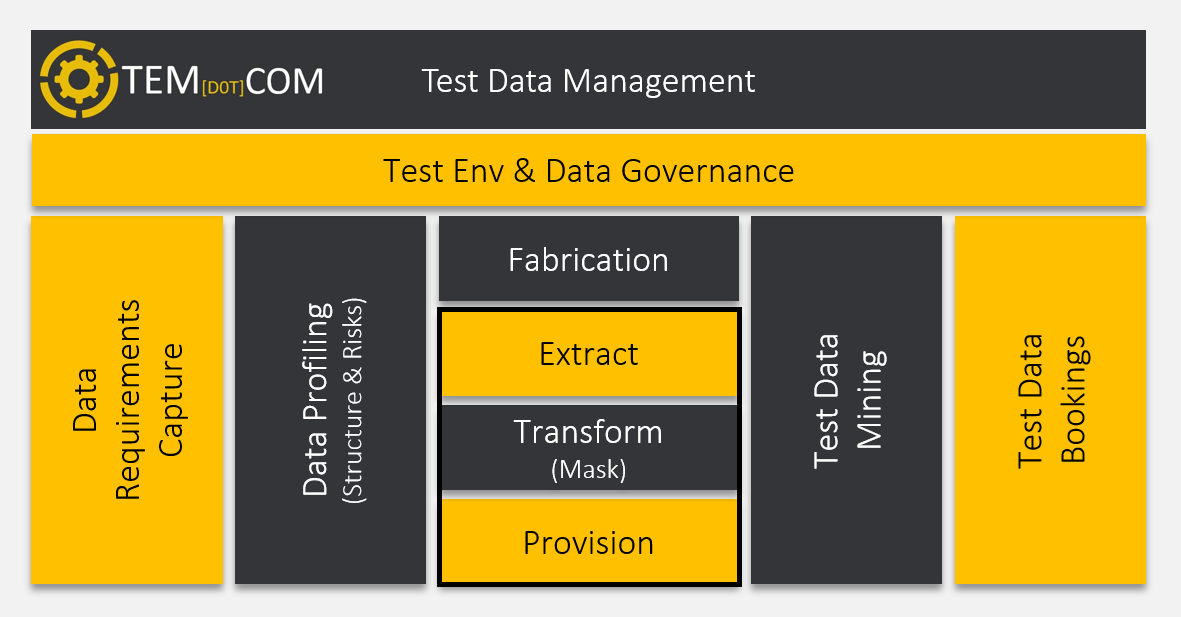 TEM[DOT]COM
Test Data Management
Test Env & Data Governance
Data
Requirements
Capture
Data Profiling
(Structure & Risks)
Fabrication
Extract
Transform
(Mask)
Provision
Test Data
Mining
Test Data
Bookings